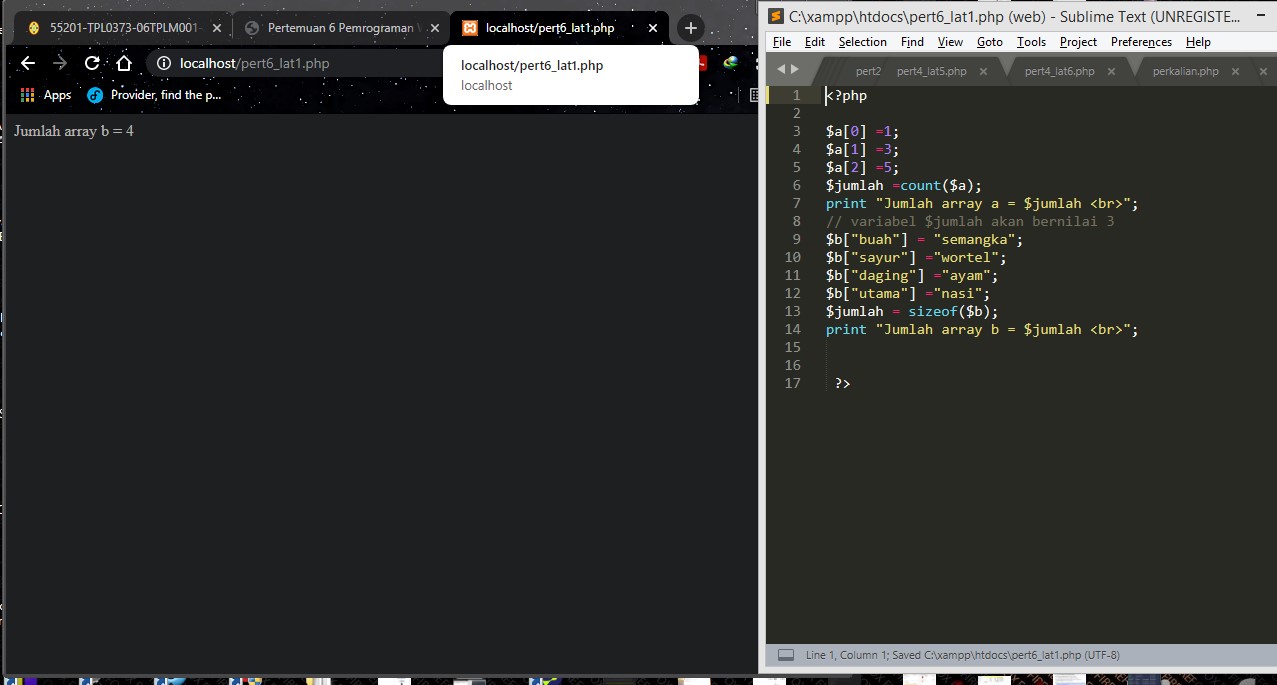 55201-TPL0373-06TPLM001-
Pertemuan 6 Pemrograman
localhost/pert6_lat1.php
localhost/pert6_lat1.php
Apps
Provider, find the p...
localhost/pert6_lat1.php
localhost
Jumlah array b = 4
C:\xampp\htdocs\pert6_lat1.php (web) - Sublime Text (UNREGISTE...
File Edit Selection Find View Goto Tools Project Preferences Help
pert2 pert4_lat5.php pert4_lat6.php perkalian.php
1 <?php
2
3 $a[0] =1;
4 $a[1] =3;
5 $a[2] =5;
6 $jumlah =count($a);
7 print "Jumlah array a = $jumlah <br>";
8 // variabel $jumlah akan bernilai 3
9 $b["buah"] = "semangka";
10 $b["sayur"] ="wortel";
11 $b["daging"] ="ayam";
12 $b["utama"] ="nasi";
13 $jumlah = sizeof($b);
14 print "Jumlah array b = $jumlah <br>";
15
16
17 ?>
Line 1, Column 1; Saved C:\xampp\htdocs\pert6_lat1.php (UTF-8)